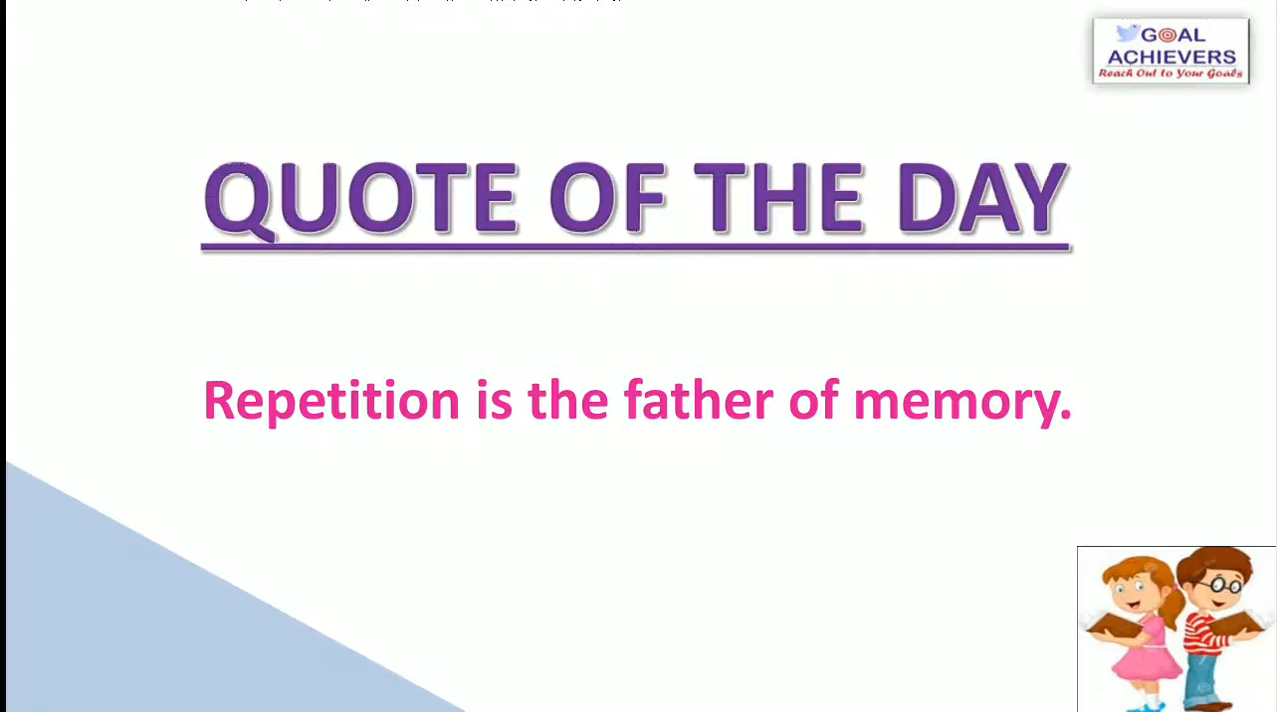 GOAL
ACHIEVERS
Reach Out to Your Goals
QUOTE OF THE DAY
Repetition is the father of memory.